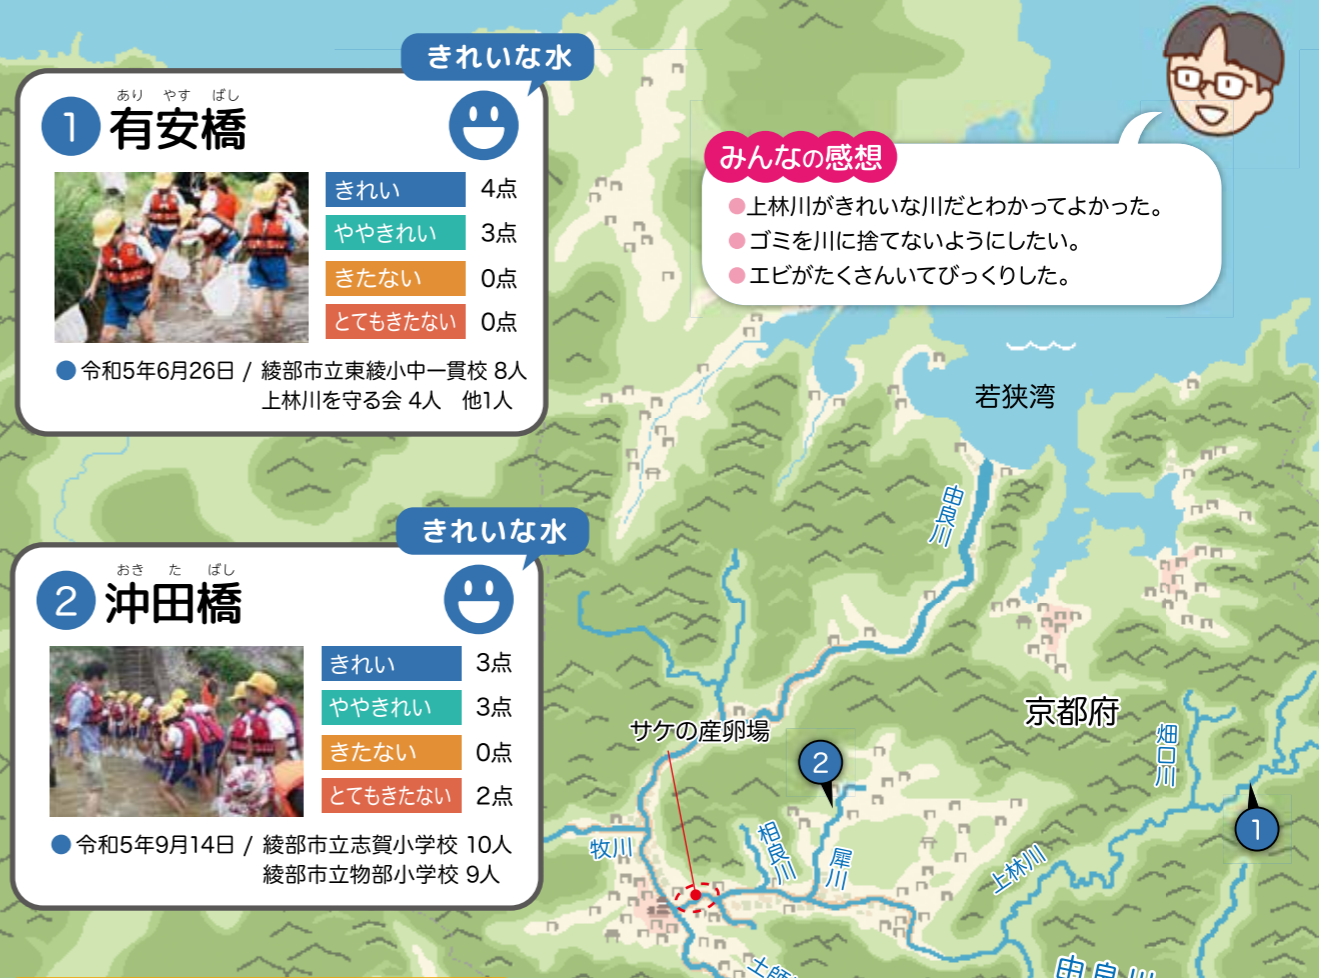 きれいな水
1 有安橋
あり やす ばし
きれい 4点
ややきれい 3点
きたない 0点
とてもきたない 0点
●令和5年6月26日 / 綾部市立東綾小中一貫校 8人
上林川を守る会 4人　他1人
みんなの感想
●上林川がきれいな川だとわかってよかった。
●ゴミを川に捨てないようにしたい。
●エビがたくさんいてびっくりした。
きれいな水
2 沖田橋
おき た ばし
きれい 3点
ややきれい 3点
きたない 0点
とてもきたない 2点
●令和5年9月14日 / 綾部市立志賀小学校 10人
綾部市立物部小学校 9人
若狭湾
由良川
京都府
サケの産卵場
畑口川
2
1
牧川
相良川
犀川
上林川
由良川